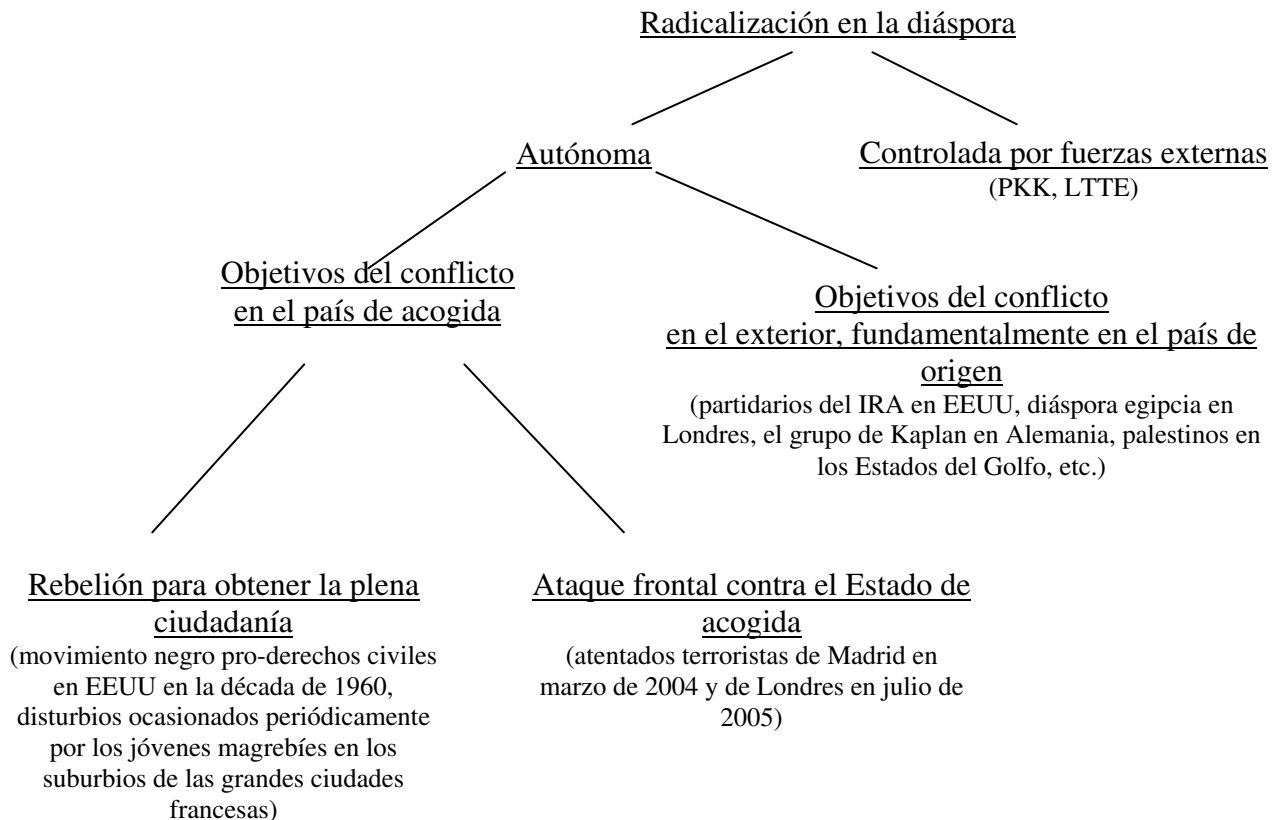 Radicalización en la diáspora
Autónoma
Controlada por fuerzas externas
(PKK, LTTE)
Objetivos del conflicto
en el país de acogida
Objetivos del conflicto
en el exterior, fundamentalmente en el país de
origen
(partidarios del IRA en EEUU, diáspora egipcia en
Londres, el grupo de Kaplan en Alemania, palestinos en
los Estados del Golfo, etc.)
Rebelión para obtener la plena
ciudadanía
(movimiento negro pro-derechos civiles
en EEUU en la década de 1960,
disturbios ocasionados periódicamente
por los jóvenes magrebíes en los
suburbios de las grandes ciudades
francesas)
Ataque frontal contra el Estado de
acogida
(atentados terroristas de Madrid en
marzo de 2004 y de Londres en julio de
2005)